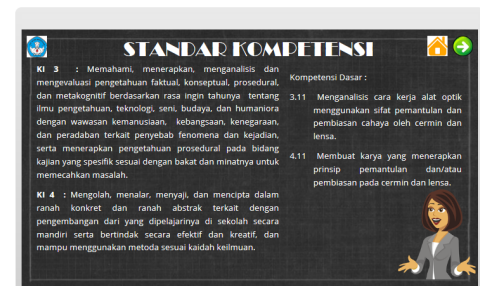 STANDAR KOMPETENSI
KI 3 : Memahami, menerapkan, menganalisis dan
mengevaluasi pengetahuan faktual, konseptual, prosedural,
dan metakognitif berdasarkan rasa ingin tahunya tentang
ilmu pengetahuan, teknologi, seni, budaya, dan humaniora
dengan wawasan kemanusiaan, kebangsaan, kenegaraan,
dan peradaban terkait penyebab fenomena dan kejadian,
serta menerapkan pengetahuan prosedural pada bidang
kajian yang spesifik sesuai dengan bakat dan minatnya untuk
memecahkan masalah.
KI 4 : Mengolah, menalar, menyaji, dan mencipta dalam
ranah konkret dan ranah abstrak terkait dengan
pengembangan dari yang dipelajarinya di sekolah secara
mandiri serta bertindak secara efektif dan kreatif, dan
mampu menggunakan metoda sesuai kaidah keilmuan.
Kompetensi Dasar :
3.11 Menganalisis cara kerja alat optik
menggunakan sifat pemantulan dan
pembiasan cahaya oleh cermin dan
lensa.
4.11 Membuat karya yang menerapkan
prinsip pemantulan dan/atau
pembiasan pada cermin dan lensa.